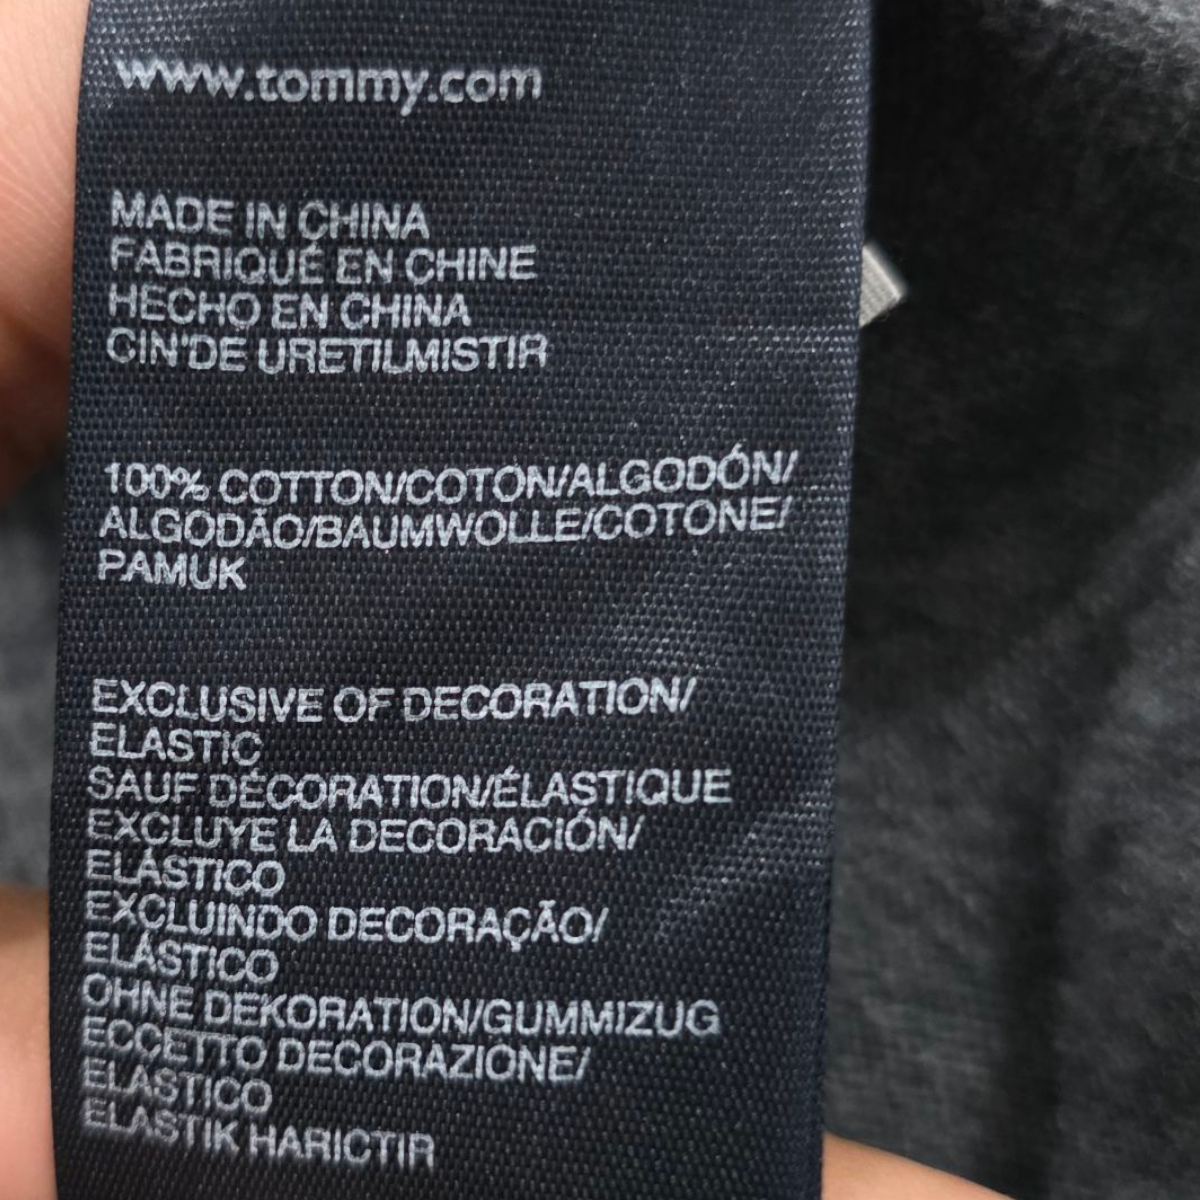 www.tommy.com
MADE IN CHINA
FABRIQUÉ EN CHINE
HECHO EN CHINA
CIN'DE URETILMISTIR
100% COTTON/COTON/ALGODÓN/
ALGODÃO/BAUMWOLLE/COTONE/
PAMUK
EXCLUSIVE OF DECORATION/
ELASTIC
SAUF DÉCORATION/ÉLASTIQUE
EXCLUYE LA DECORACIÓN/
ELÁSTICO
EXCLUINDO DECORAÇÃO/
ELÁSTICO
OHNE DEKORATION/GUMMIZUG
ECCETTO DECORAZIONE/
ELASTICO
ELASTIK HARICTIR